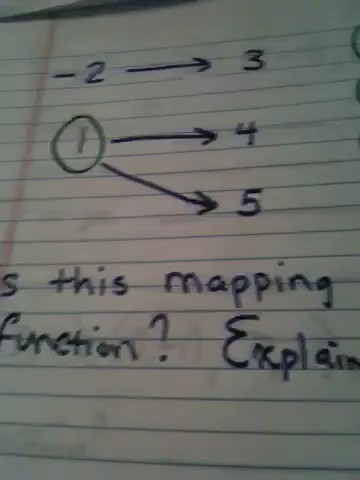 -2 → 3
1 → 4
→ 5
s this mapping
function? Explain